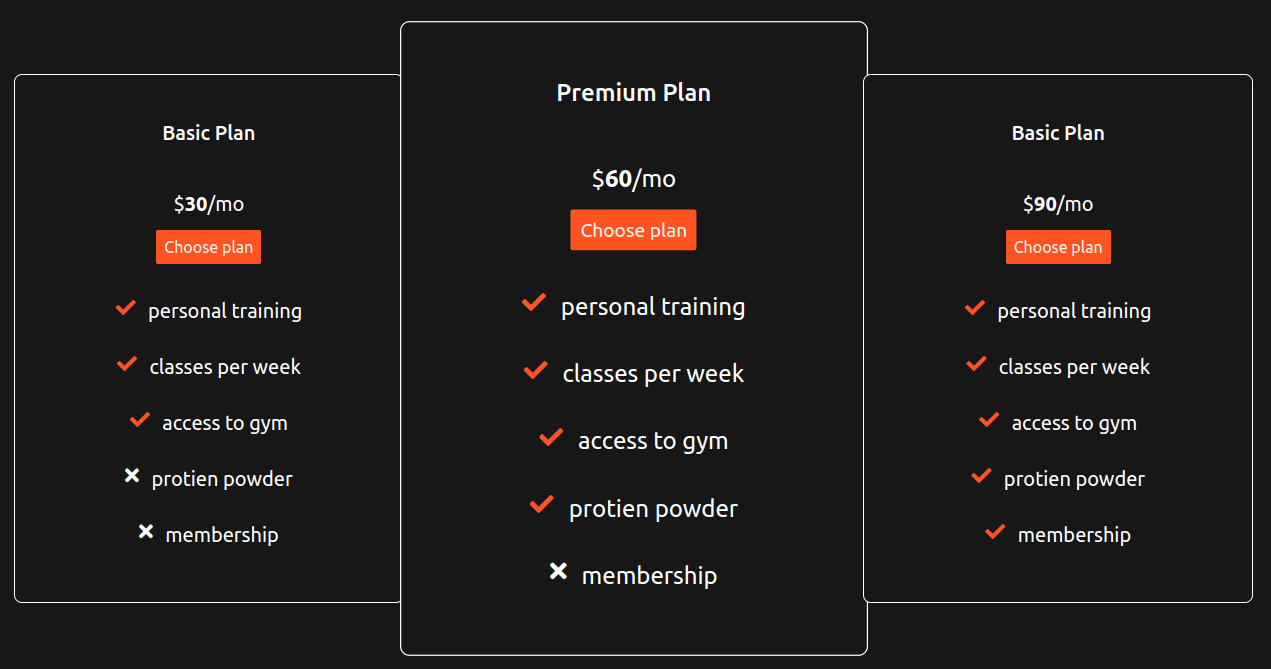 Basic Plan
$30/mo
Choose plan
personal training
classes per week
access to gym
protien powder
membership
Premium Plan
$60/mo
Choose plan
personal training
classes per week
access to gym
protien powder
membership
Basic Plan
$90/mo
Choose plan
personal training
classes per week
access to gym
protien powder
membership